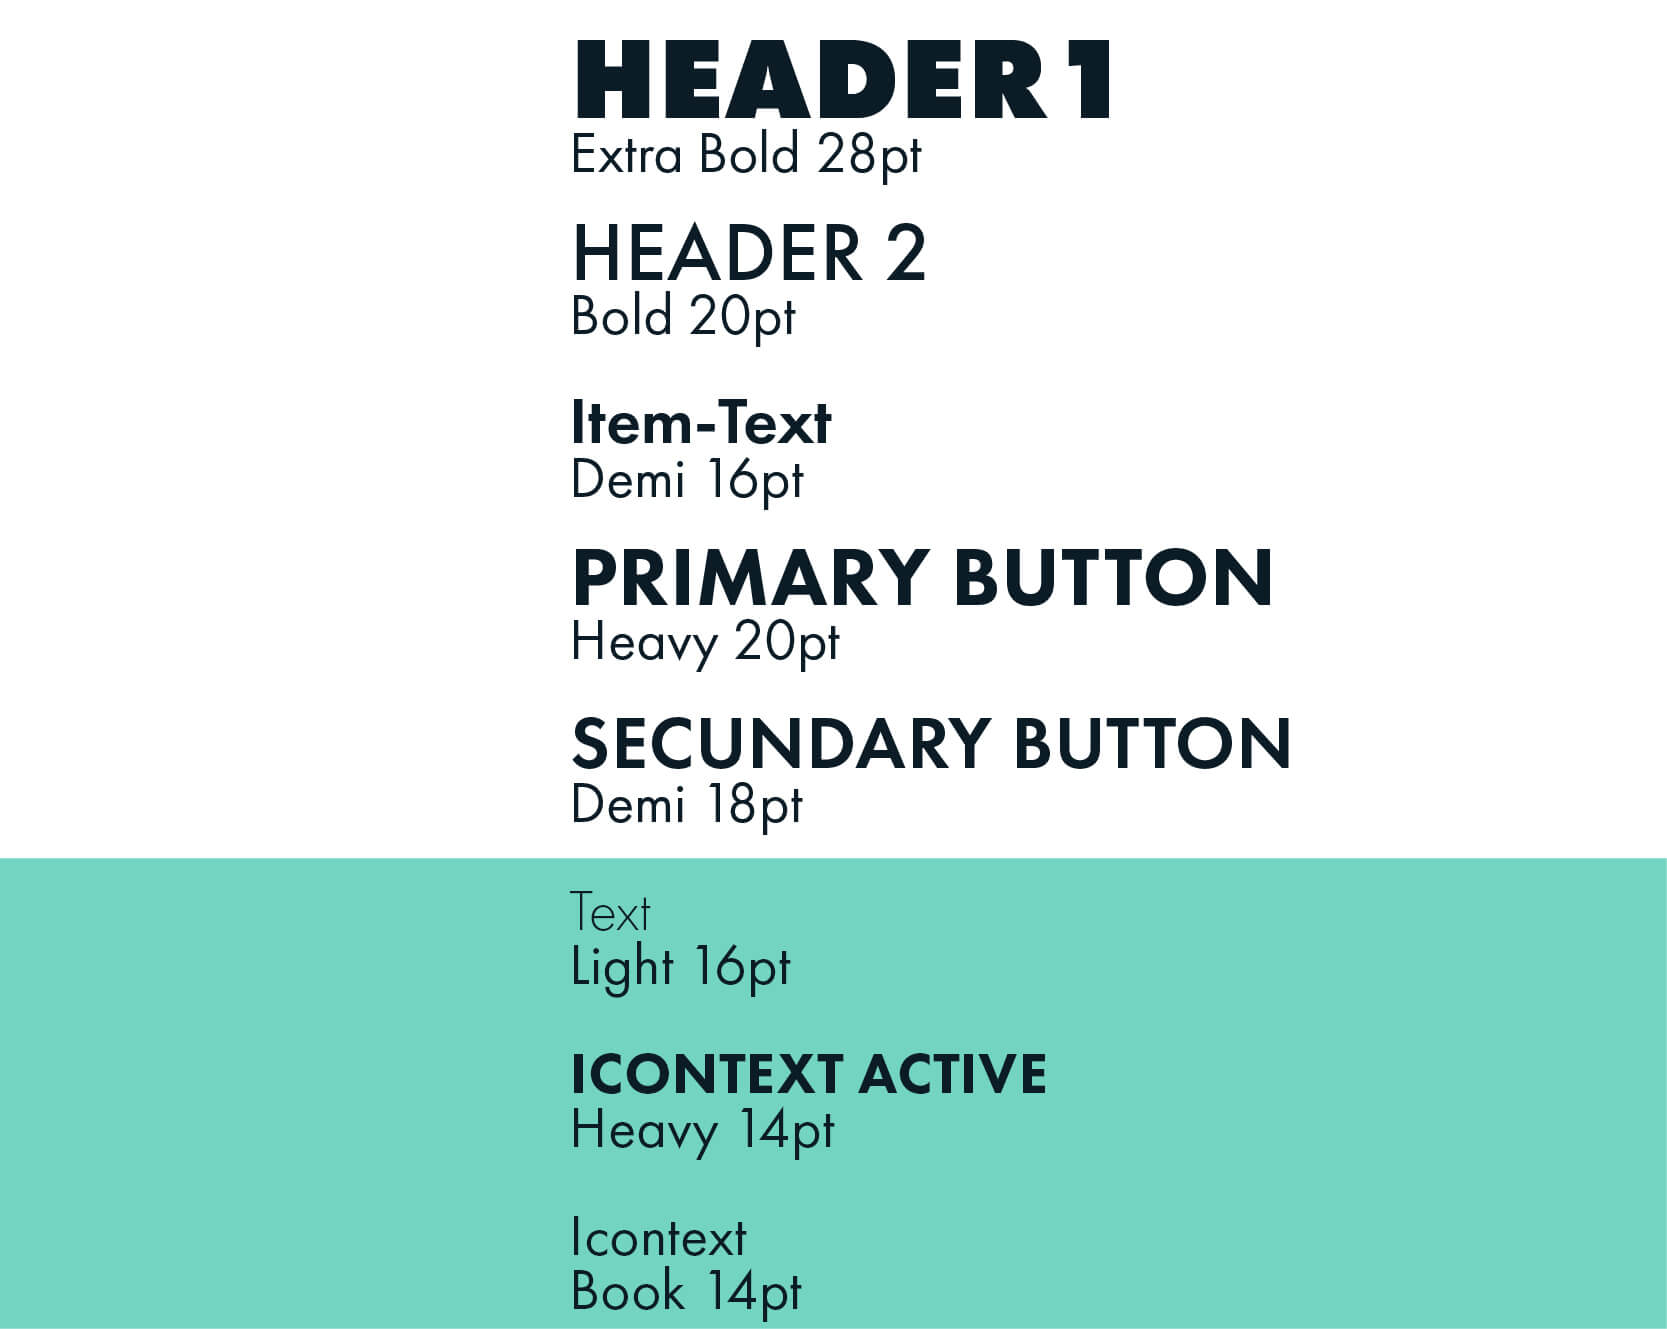 HEADER 1
Extra Bold 28pt
HEADER 2
Bold 20pt
Item-Text
Demi 16pt
PRIMARY BUTTON
Heavy 20pt
SECUNDARY BUTTON
Demi 18pt
Text
Light 16pt
ICONTEXT ACTIVE
Heavy 14pt
Icontext
Book 14pt